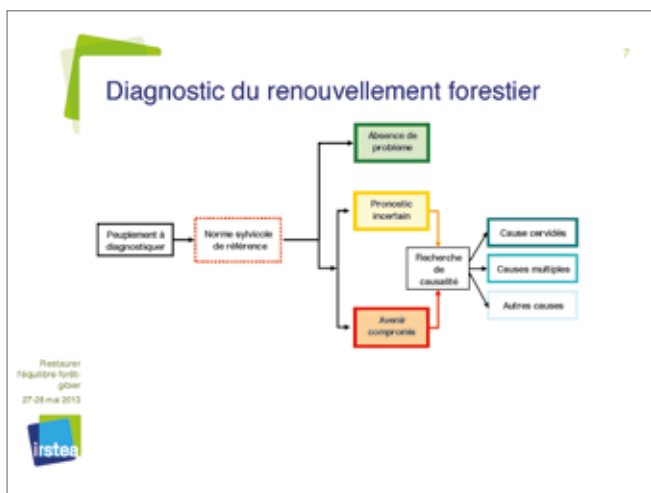 7
Diagnostic du renouvellement forestier
Absence de
problème
Pronostic
incertain
Peuplement à
diagnostiquer
Norme sylvicole
de référence
Recherche
de
causalité
Cause cervidés
Causes multiples
Autres causes
Avenir
compromis
Restaurer
l'équilibre forêt-
gibier
27-28 mai 2013
irstea